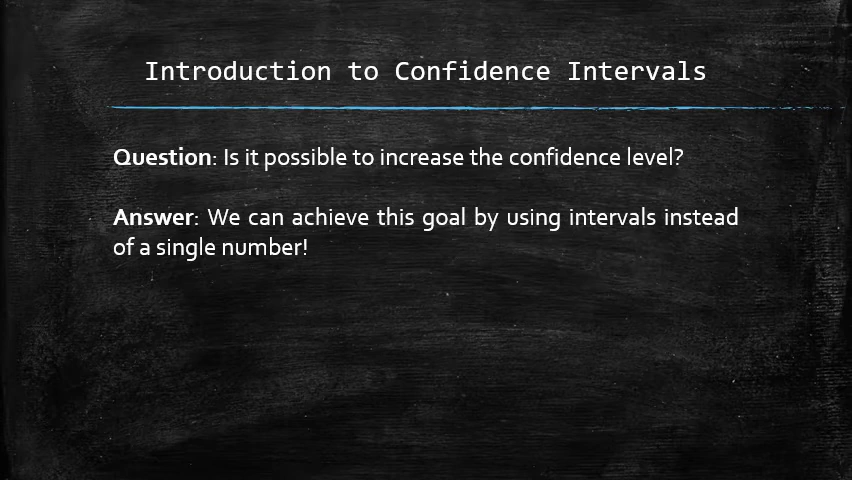 Introduction to Confidence Intervals
Question: Is it possible to increase the confidence level?
Answer: We can achieve this goal by using intervals instead
of a single number!